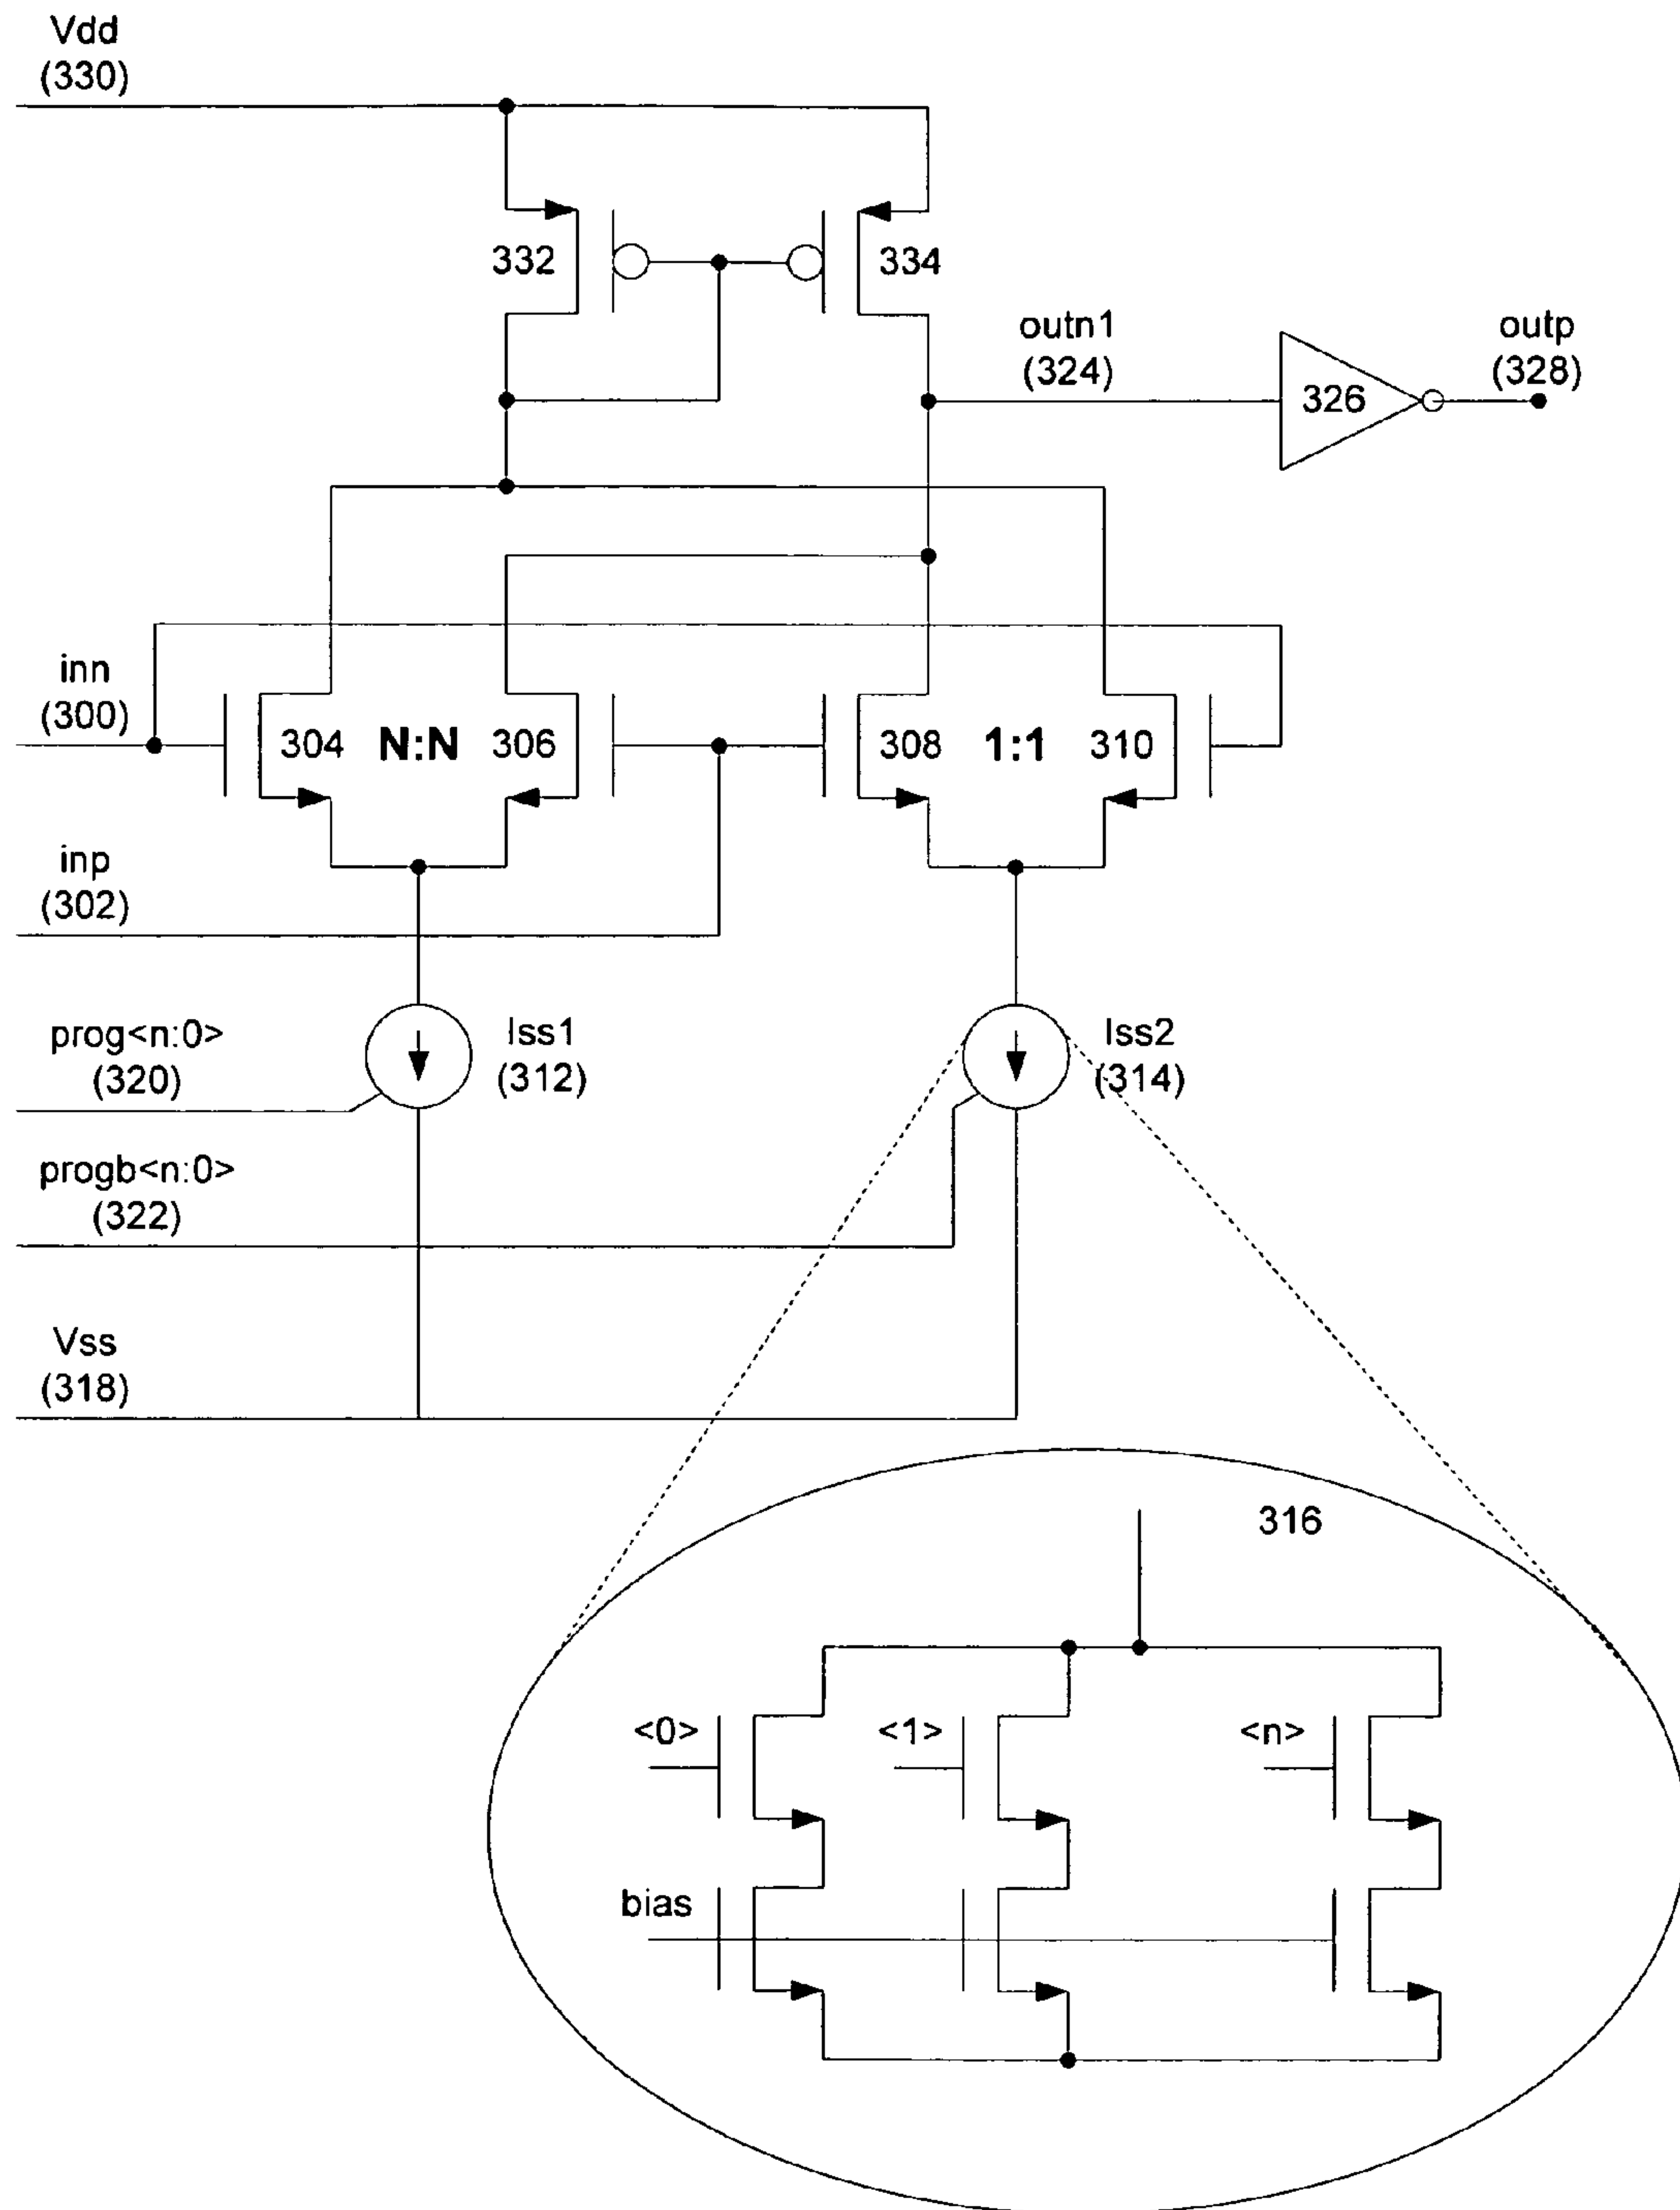 Vdd
(330)
332
334
outn1
(324)
326
outp
(328)
inn
(300)
304
N:N
306
308
1:1
310
inp
(302)
prog<n:0>
(320)
Iss1
(312)
Iss2
(314)
progb<n:0>
(322)
Vss
(318)
316
<0>
<1>
<n>
bias